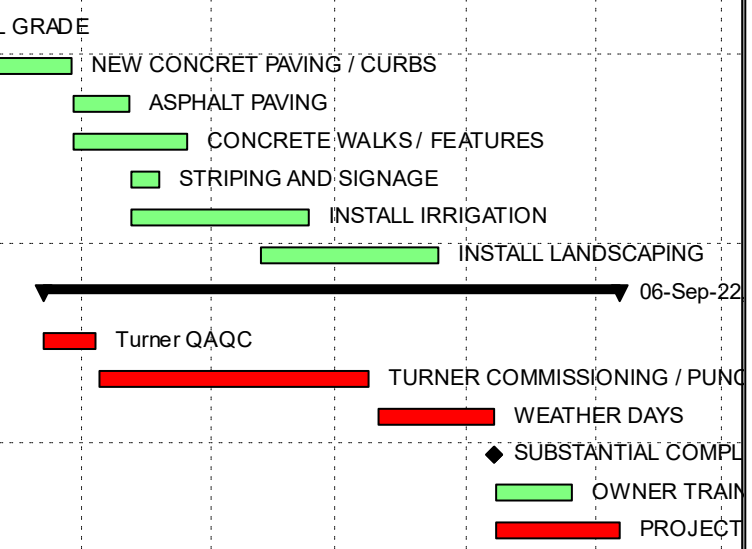 L GRADE
NEW CONCRET PAVING / CURBS
ASPHALT PAVING
CONCRETE WALKS / FEATURES
STRIPING AND SIGNAGE
INSTALL IRRIGATION
INSTALL LANDSCAPING
06-Sep-22
Turner QAQC
TURNER COMMISSIONING / PUNC
WEATHER DAYS
SUBSTANTIAL COMPL
OWNER TRAIN
PROJECT